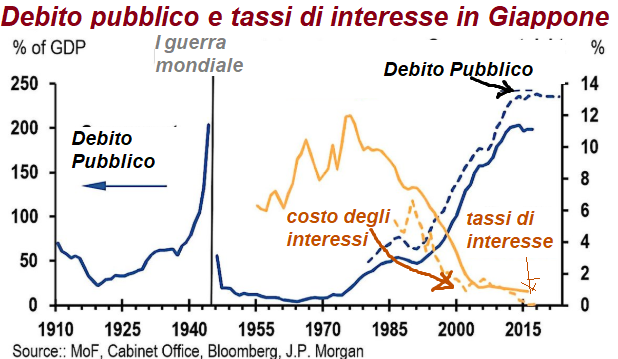 Debito pubblico e tassi di interesse in Giappone
% of GDP
I guerra
mondiale
%
Debito Pubblico
Debito
Pubblico
costo degli
interessi
tassi di
interesse
250
200
150
100
50
0
14
12
10
8
6
4
2
0
1910 1925 1940 1955 1970 1985 2000 2015
Source:: MoF, Cabinet Office, Bloomberg, J.P. Morgan